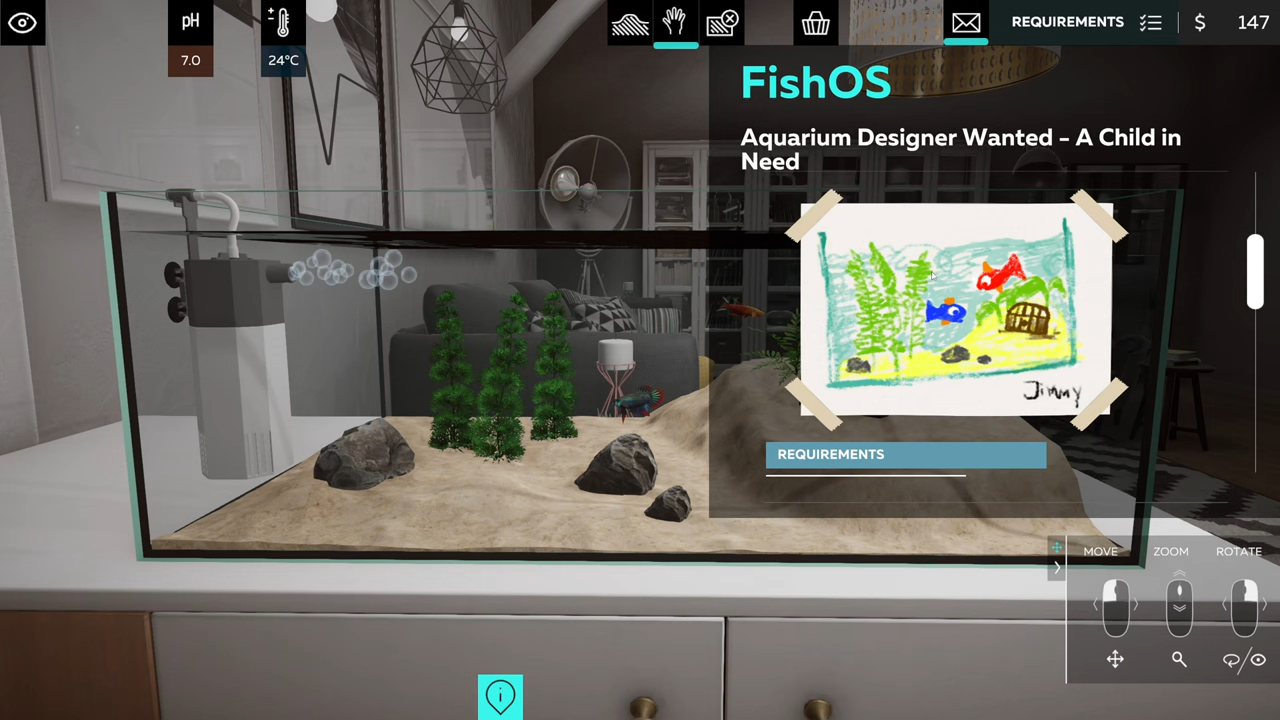 pH
REQUIREMENTS
$ 147
7.0
24°C
FishOS
Aquarium Designer Wanted - A Child in
Need
Jimmy
REQUIREMENTS
MOVE
ZOOM
ROTATE